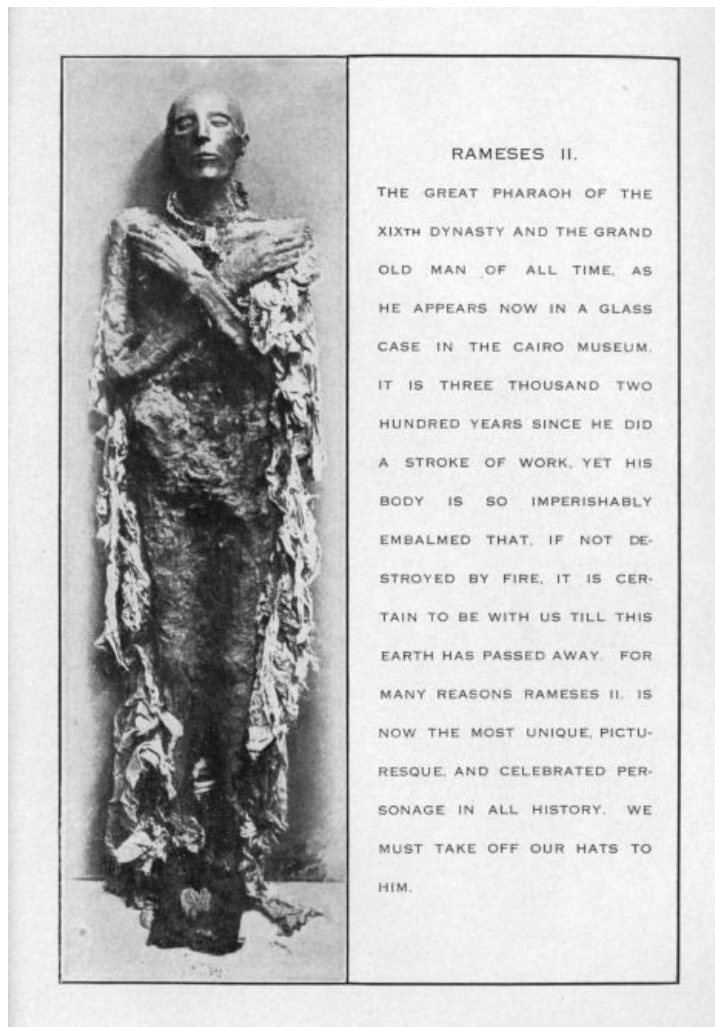 RAMESES II.
THE GREAT PHARAOH OF THE
XIXTH DYNASTY AND THE GRAND
OLD MAN OF ALL TIME, AS
HE APPEARS NOW IN A GLASS
CASE IN THE CAIRO MUSEUM.
IT IS THREE THOUSAND TWO
HUNDRED YEARS SINCE HE DID
A STROKE OF WORK, YET HIS
BODY IS SO IMPERISHABLY
EMBALMED THAT, IF NOT DE-
STROYED BY FIRE, IT IS CER-
TAIN TO BE WITH US TILL THIS
EARTH HAS PASSED AWAY. FOR
MANY REASONS RAMESES II. IS
NOW THE MOST UNIQUE, PICTU-
RESQUE, AND CELEBRATED PER-
SONAGE IN ALL HISTORY. WE
MUST TAKE OFF OUR HATS TO
HIM.